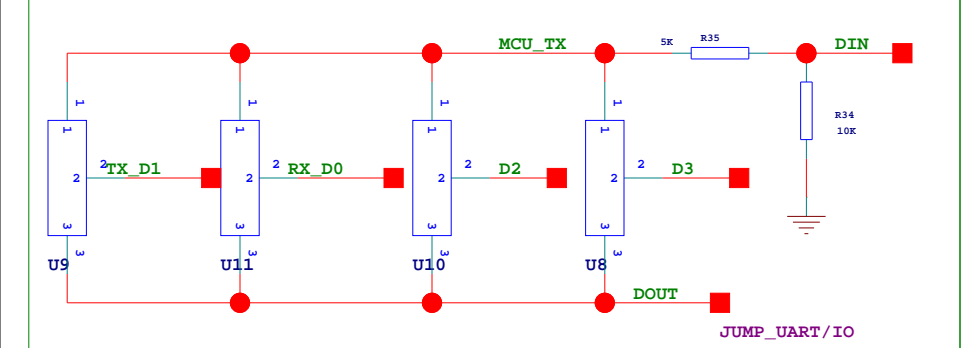 MCU_TX
5K
R35
DIN
1
1
1
1
1
1
1
1
R34
10K
2
2
TX_D1
2
2
RX_D0
2
2
D2
2
2
D3
3
3
3
3
3
3
3
3
U9
U11
U10
U8
DOUT
JUMP_UART/IO